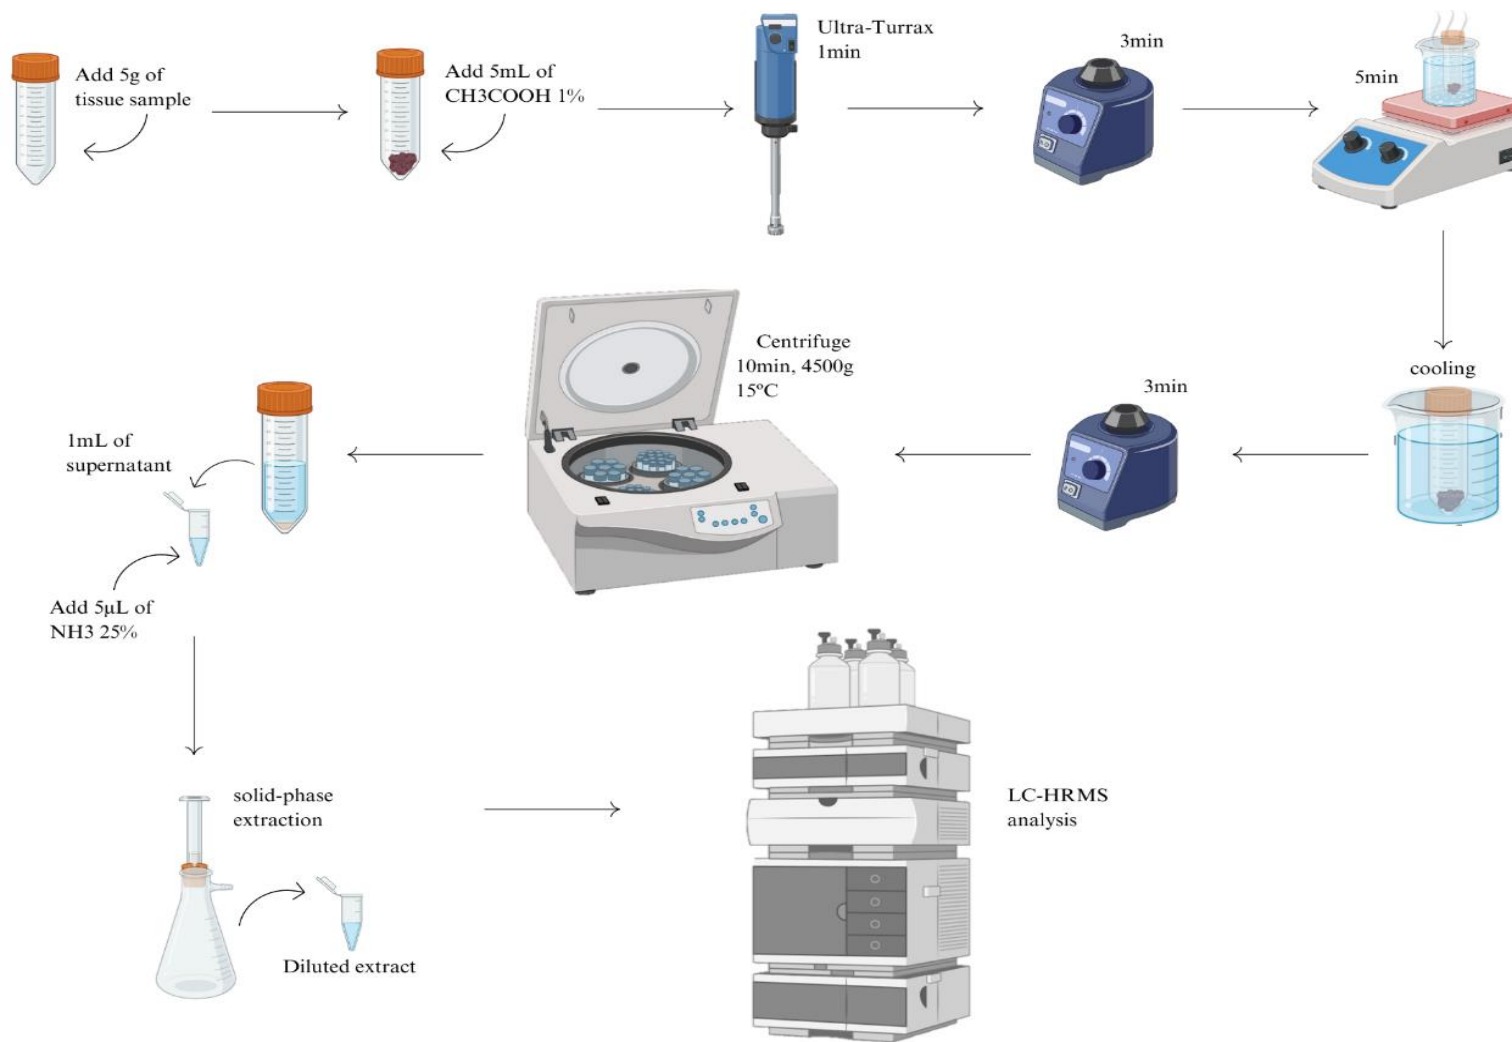 Add 5g of
tissue sample
Add 5mL of
CH3COOH 1%
Ultra-Turrax
1min
3min
5min
cooling
3min
Centrifuge
10min, 4500g
15ºC
1mL of
supernatant
Add 5µL of
NH3 25%
solid-phase
extraction
Diluted extract
LC-HRMS
analysis